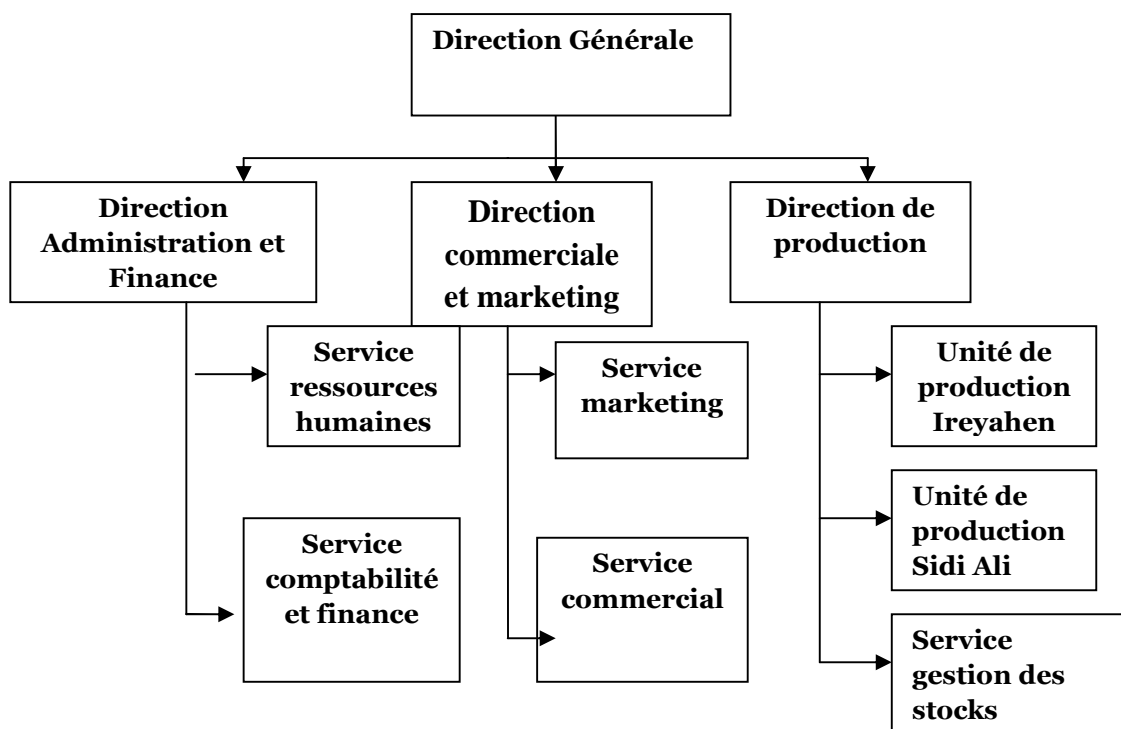 Direction Générale
Direction
Administration et
Finance
Direction
commerciale
et marketing
Direction de
production
Service
ressources
humaines
Service
marketing
Unité de
production
Ireyahen
Service
comptabilité
et finance
Service
commercial
Unité de
production
Sidi Ali
Service
gestion des
stocks